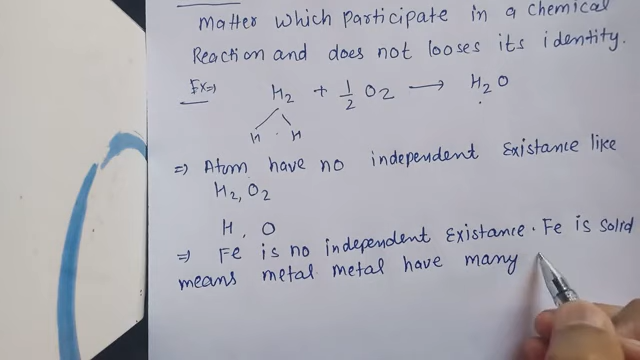 Matter which participate in a chemical
Reaction and does not looses its identity.
Ex⇒ H₂ + 1/2 O₂ → H₂O
H H
⇒ Atom have no independent Existance like
H₂, O₂
H, O
⇒ Fe is no independent Existance. Fe is solid
means metal metal have many